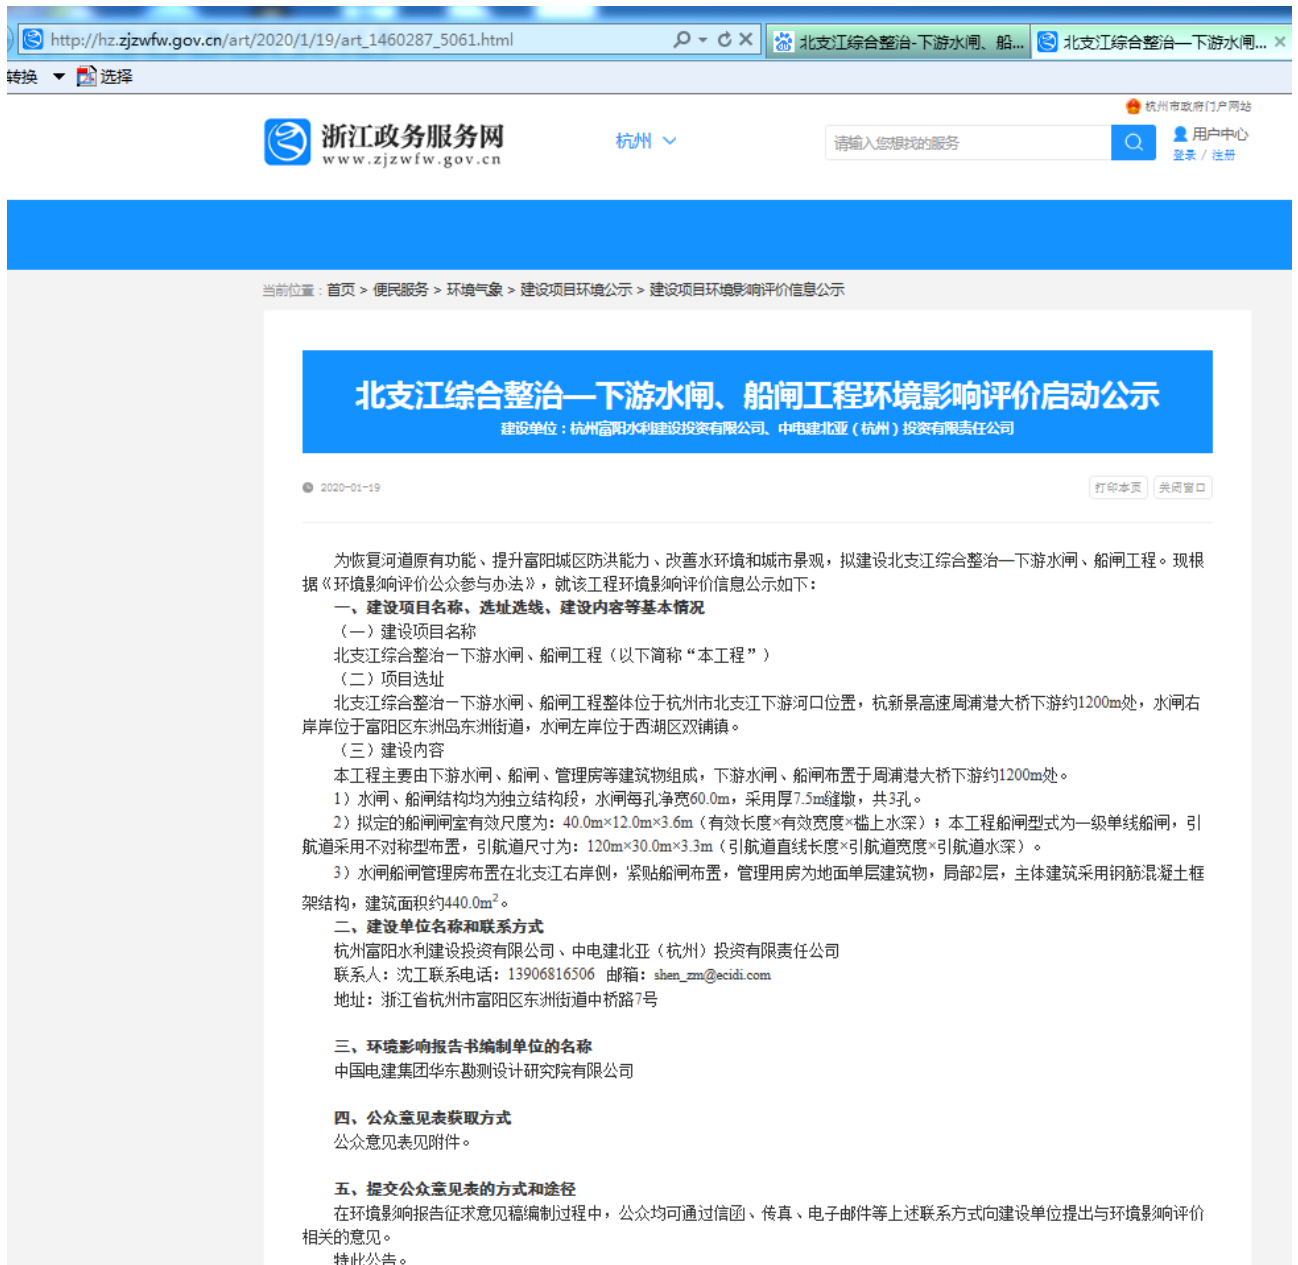 http://hz.zjzwfw.gov.cn/art/2020/1/19/art_1460287_5061.html
北支江综合整治-下游水闸、船...
北支江综合整治—下游水闸...
转换 选择
杭州市政府门户网站
浙江政务服务网
www.zjzwfw.gov.cn
杭州
请输入您想找的服务
用户中心
登录 / 注册
当前位置：首页 > 便民服务 > 环境气象 > 建设项目环境公示 > 建设项目环境影响评价信息公示
北支江综合整治—下游水闸、船闸工程环境影响评价启动公示
建设单位：杭州富阳水利建设投资有限公司、中电建北亚（杭州）投资有限责任公司
2020-01-19
打印本页 关闭窗口
为恢复河道原有功能、提升富阳城区防洪能力、改善水环境和城市景观，拟建设北支江综合整治—下游水闸、船闸工程。现根
据《环境影响评价公众参与办法》，就该工程环境影响评价信息公示如下：
一、建设项目名称、选址选线、建设内容等基本情况
（一）建设项目名称
北支江综合整治－下游水闸、船闸工程（以下简称“本工程”）
（二）项目选址
北支江综合整治－下游水闸、船闸工程整体位于杭州市北支江下游河口位置，杭新景高速周浦港大桥下游约1200m处，水闸右
岸岸位于富阳区东洲岛东洲街道，水闸左岸位于西湖区双铺镇。
（三）建设内容
本工程主要由下游水闸、船闸、管理房等建筑物组成，下游水闸、船闸布置于周浦港大桥下游约1200m处。
1）水闸、船闸结构均为独立结构段，水闸每孔净宽60.0m，采用厚7.5m缝墩，共3孔。
2）拟定的船闸闸室有效尺度为：40.0m×12.0m×3.6m（有效长度×有效宽度×槛上水深）；本工程船闸型式为一级单线船闸，引
航道采用不对称型布置，引航道尺寸为：120m×30.0m×3.3m（引航道直线长度×引航道宽度×引航道水深）。
3）水闸船闸管理房布置在北支江右岸侧，紧贴船闸布置，管理用房为地面单层建筑物，局部2层，主体建筑采用钢筋混凝土框
架结构，建筑面积约440.0m²。
二、建设单位名称和联系方式
杭州富阳水利建设投资有限公司、中电建北亚（杭州）投资有限责任公司
联系人：沈工联系电话：13906816506 邮箱：shen_zm@ecidi.com
地址：浙江省杭州市富阳区东洲街道中桥路7号
三、环境影响报告书编制单位的名称
中国电建集团华东勘测设计研究院有限公司
四、公众意见表获取方式
公众意见表见附件。
五、提交公众意见表的方式和途径
在环境影响报告征求意见稿编制过程中，公众均可通过信函、传真、电子邮件等上述联系方式向建设单位提出与环境影响评价
相关的意见。
特此公告。